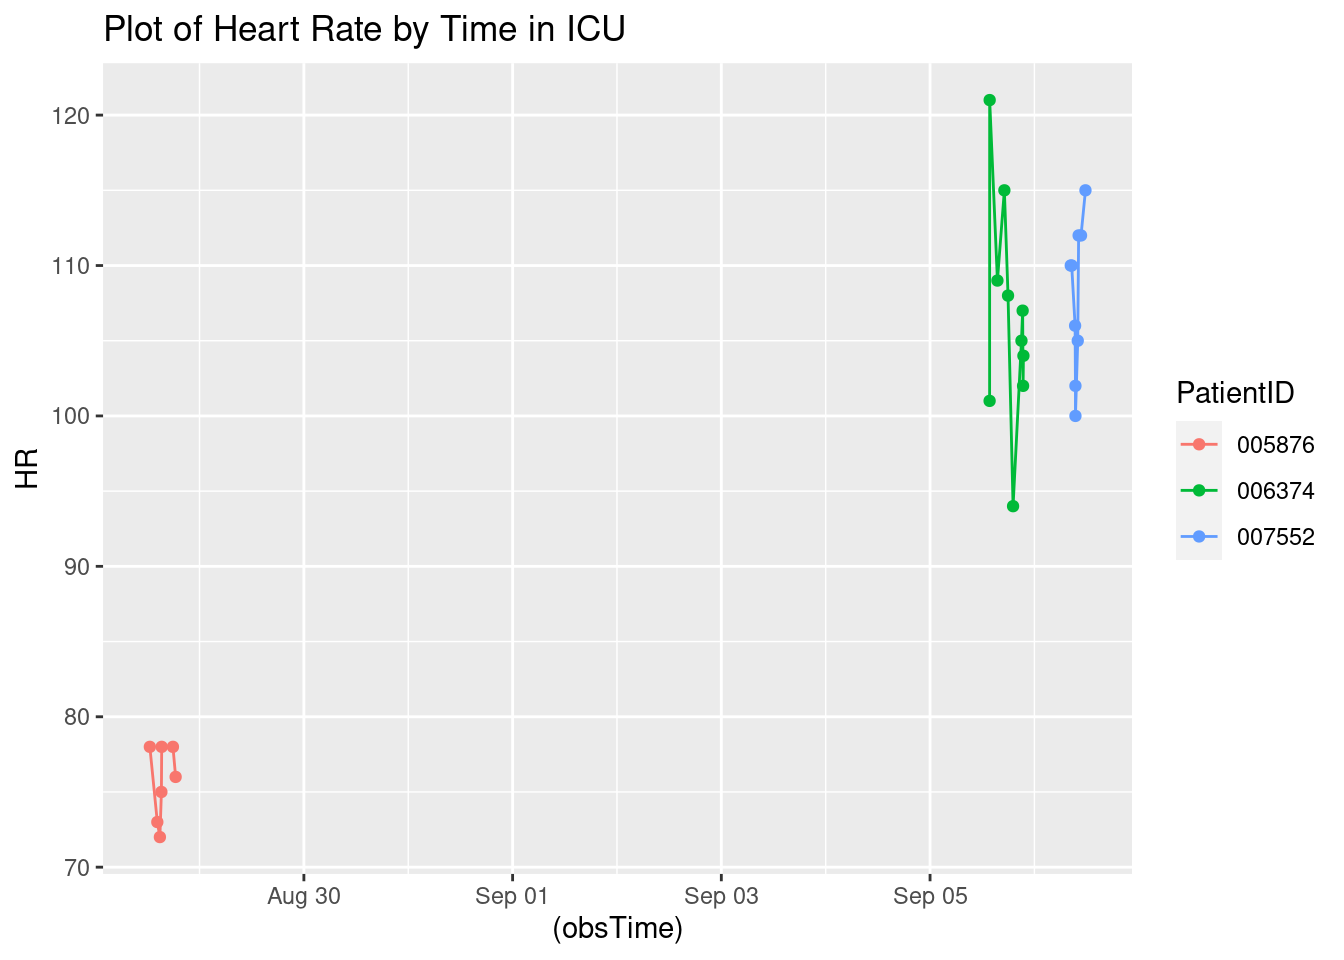 Plot of Heart Rate by Time in ICU
120
110
100
90
80
70
HR
Aug 30 Sep 01 Sep 03 Sep 05
(obsTime)
PatientID
005876
006374
007552